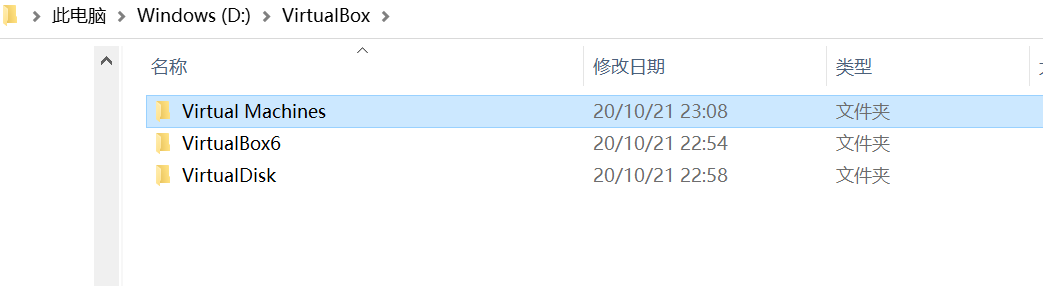 此电脑 Windows (D:) VirtualBox
名称 修改日期 类型
Virtual Machines 20/10/21 23:08 文件夹
VirtualBox6 20/10/21 22:54 文件夹
VirtualDisk 20/10/21 22:58 文件夹